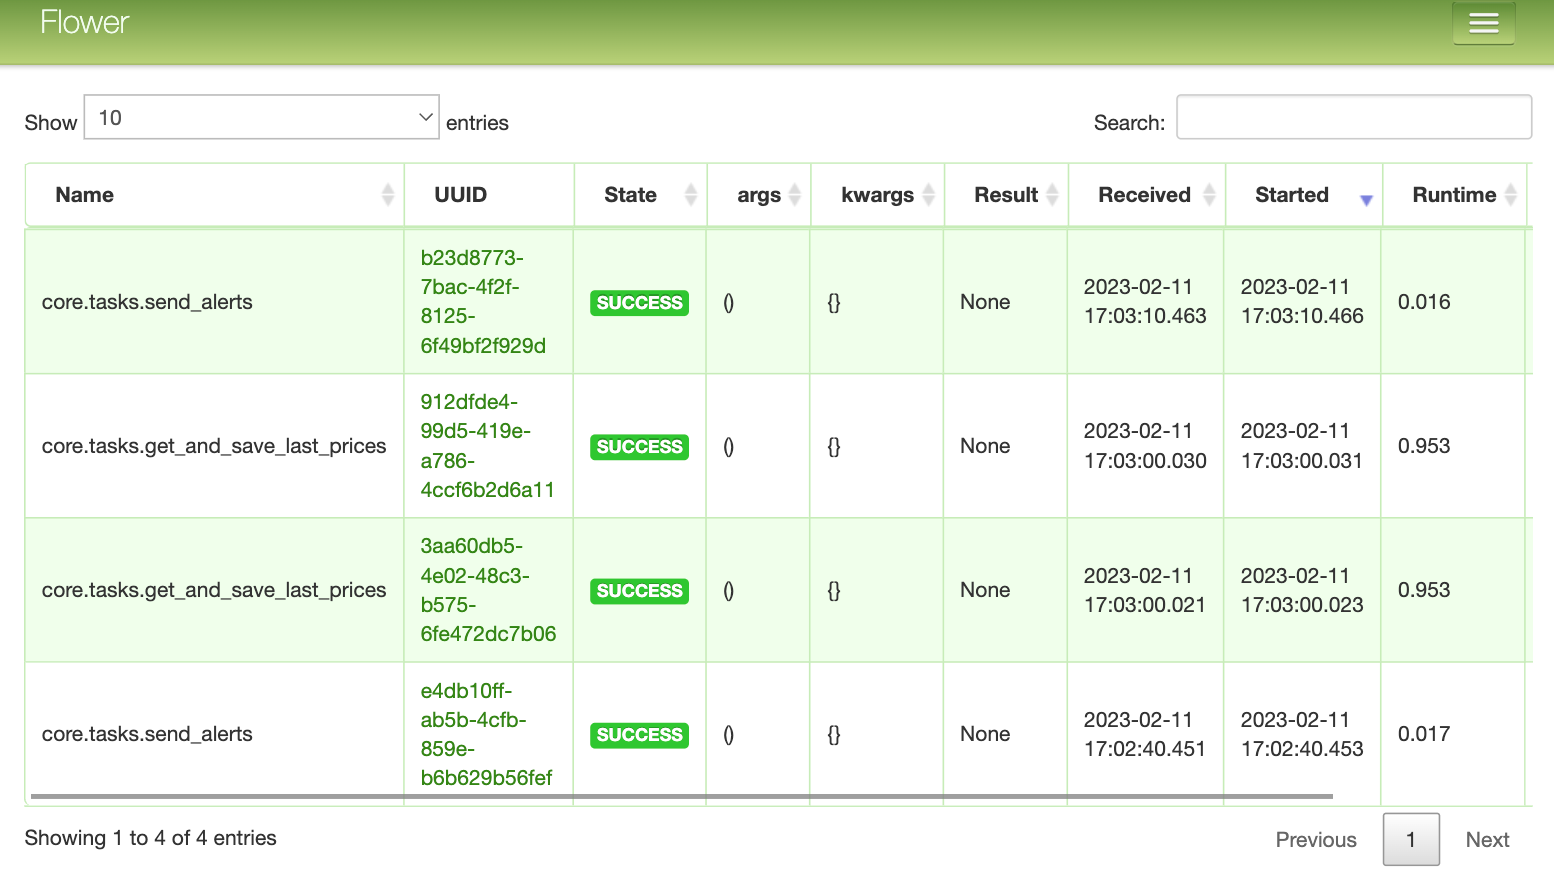 Flower
Show 10 entries Search:
Name UUID State args kwargs Result Received Started Runtime
core.tasks.send_alerts b23d8773-7bac-4f2f-8125-6f49bf2f929d SUCCESS () {} None 2023-02-11 17:03:10.463 2023-02-11 17:03:10.466 0.016
core.tasks.get_and_save_last_prices 912dfde4-99d5-419e-a786-4ccf6b2d6a11 SUCCESS () {} None 2023-02-11 17:03:00.030 2023-02-11 17:03:00.031 0.953
core.tasks.get_and_save_last_prices 3aa60db5-4e02-48c3-b575-6fe472dc7b06 SUCCESS () {} None 2023-02-11 17:03:00.021 2023-02-11 17:03:00.023 0.953
core.tasks.send_alerts e4db10ff-ab5b-4cfb-859e-b6b629b56fef SUCCESS () {} None 2023-02-11 17:02:40.451 2023-02-11 17:02:40.453 0.017
Showing 1 to 4 of 4 entries Previous 1 Next